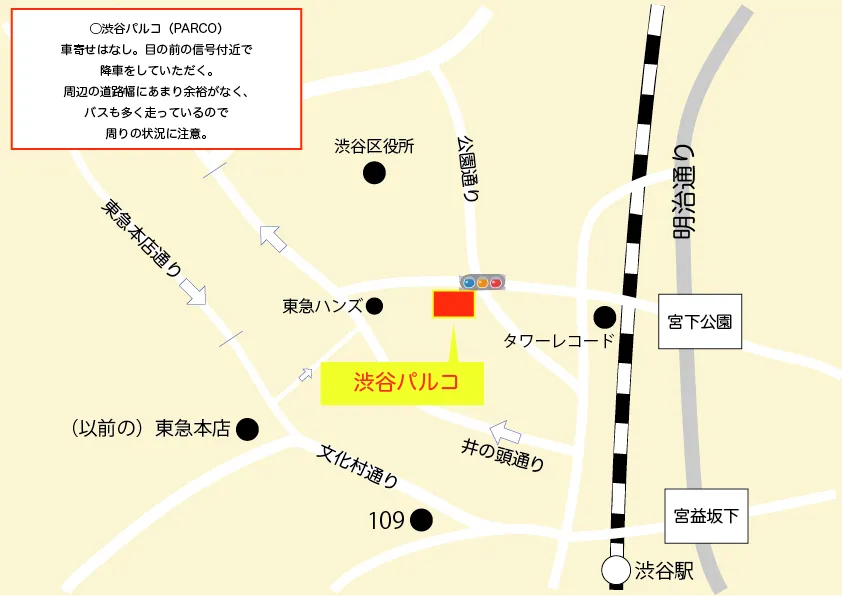 ○渋谷パルコ（PARCO）
車寄せはなし。目の前の信号付近で
降車をしていただく。
周辺の道路幅にあまり余裕がなく、
バスも多く走っているので
周りの状況に注意。
渋谷区役所
公園通り
明治通り
東急本店通り
東急ハンズ
タワーレコード
宮下公園
渋谷パルコ
（以前の）東急本店
井の頭通り
文化村通り
109
宮益坂下
渋谷駅